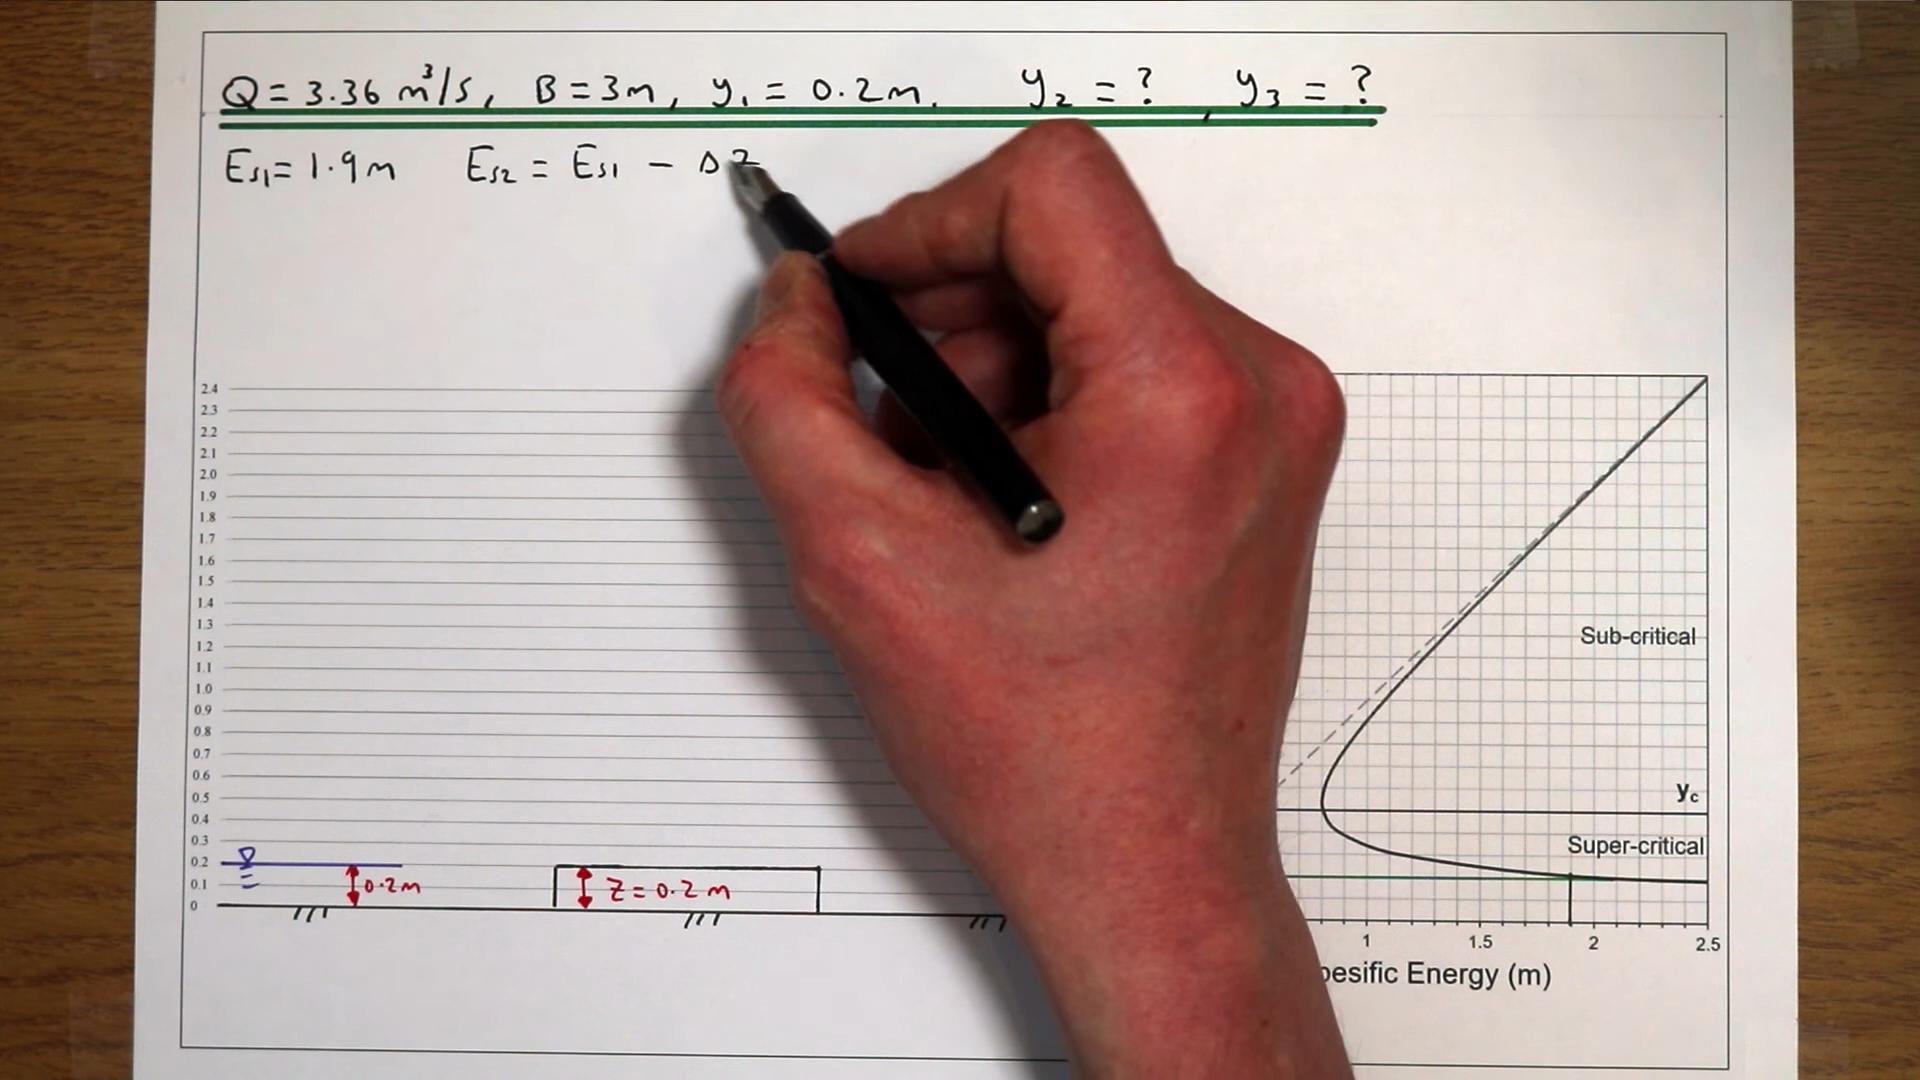 Q = 3.36 m³/s, B = 3m, y₁ = 0.2m. y₂ = ?, y₃ = ?
Es₁ = 1.9m Es₂ = Es₁ - Δz
2.4
2.3
2.2
2.1
2.0
1.9
1.8
1.7
1.6
1.5
1.4
1.3
1.2
1.1
1.0
0.9
0.8
0.7
0.6
0.5
0.4
0.3
0.2
0.1
0
0.2m
Z = 0.2 m
Sub-critical
yc
Super-critical
1 1.5 2 2.5
Energy (m)